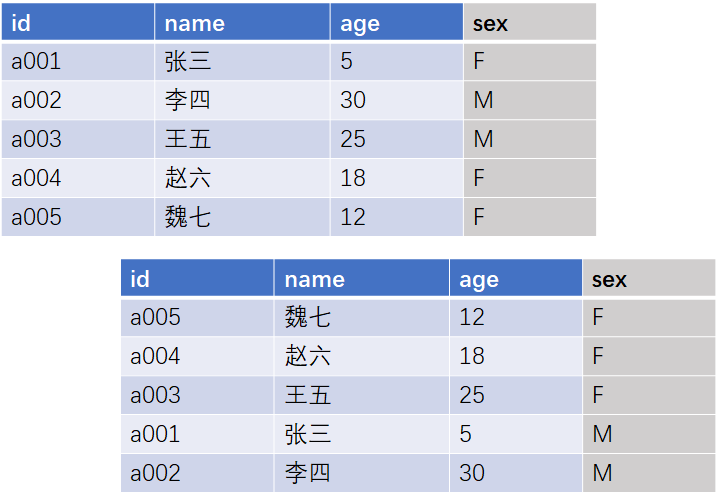 id name age sex
a001 张三 5 F
a002 李四 30 M
a003 王五 25 M
a004 赵六 18 F
a005 魏七 12 F
id name age sex
a005 魏七 12 F
a004 赵六 18 F
a003 王五 25 F
a001 张三 5 M
a002 李四 30 M